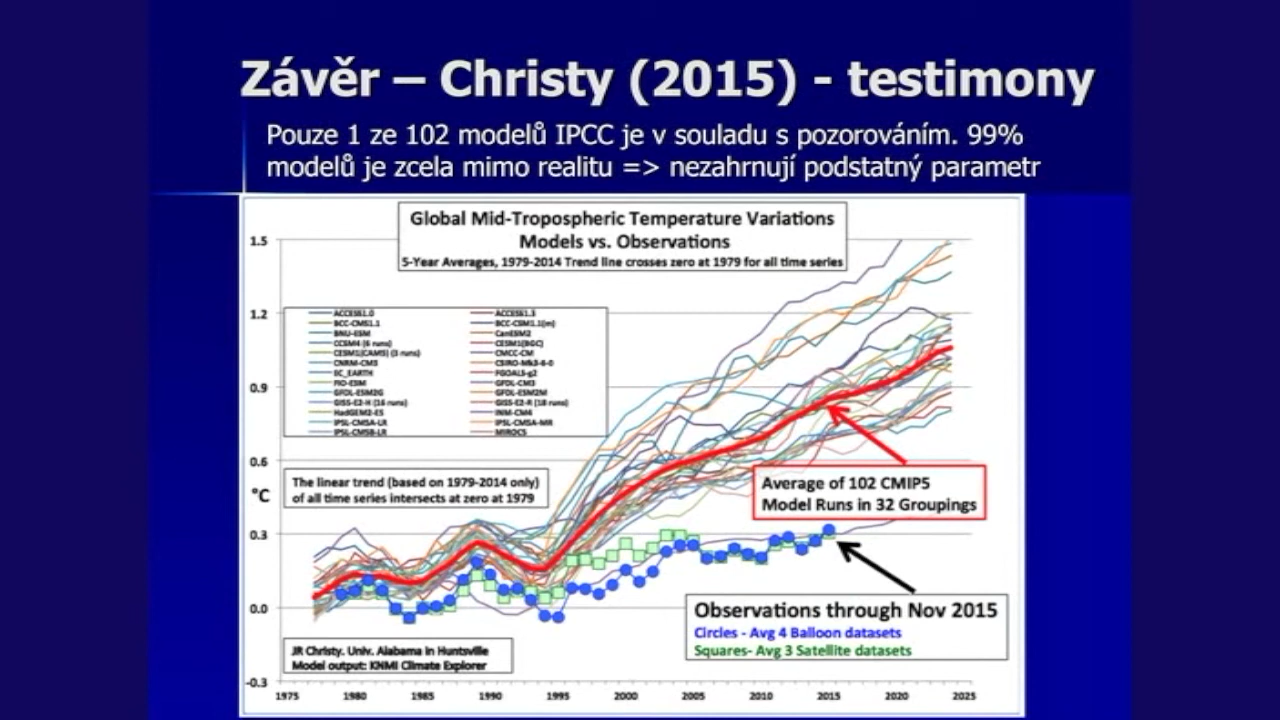 Závěr – Christy (2015) - testimony
Pouze 1 ze 102 modelů IPCC je v souladu s pozorováním. 99%
modelů je zcela mimo realitu => nezahrnují podstatný parametr
Global Mid-Tropospheric Temperature Variations
Models vs. Observations
5-Year Averages, 1979-2014 Trend line crosses zero at 1979 for all time series
1.5
1.2
0.9
0.6
°C
0.3
0.0
-0.3
ACCESS1.0 ACCESS1.3
BCC-CMS1.1 BCC-CSM1.1(m)
BNU-ESM CanESM2
CCSM4 (6 runs) CESM1(BGC)
CESM1(CAM5) (3 runs) CMCC-CM
CNRM-CM5 CSIRO-Mk3-6-0
EC_EARTH FGOALS-g2
FIO-ESM GFDL-CM3
GFDL-ESM2G GFDL-ESM2M
GISS-E2-H (16 runs) GISS-E2-R (18 runs)
HadGEM2-ES INM-CM4
IPSL-CM5A-LR IPSL-CM5A-MR
IPSL-CM5B-LR MIROC5
The linear trend (based on 1979-2014 only)
of all time series intersects at zero at 1979
Average of 102 CMIP5
Model Runs in 32 Groupings
Observations through Nov 2015
Circles - Avg 4 Balloon datasets
Squares- Avg 3 Satellite datasets
JR Christy. Univ. Alabama in Huntsville
Model output: KNMI Climate Explorer
1975 1980 1985 1990 1995 2000 2005 2010 2015 2020 2025